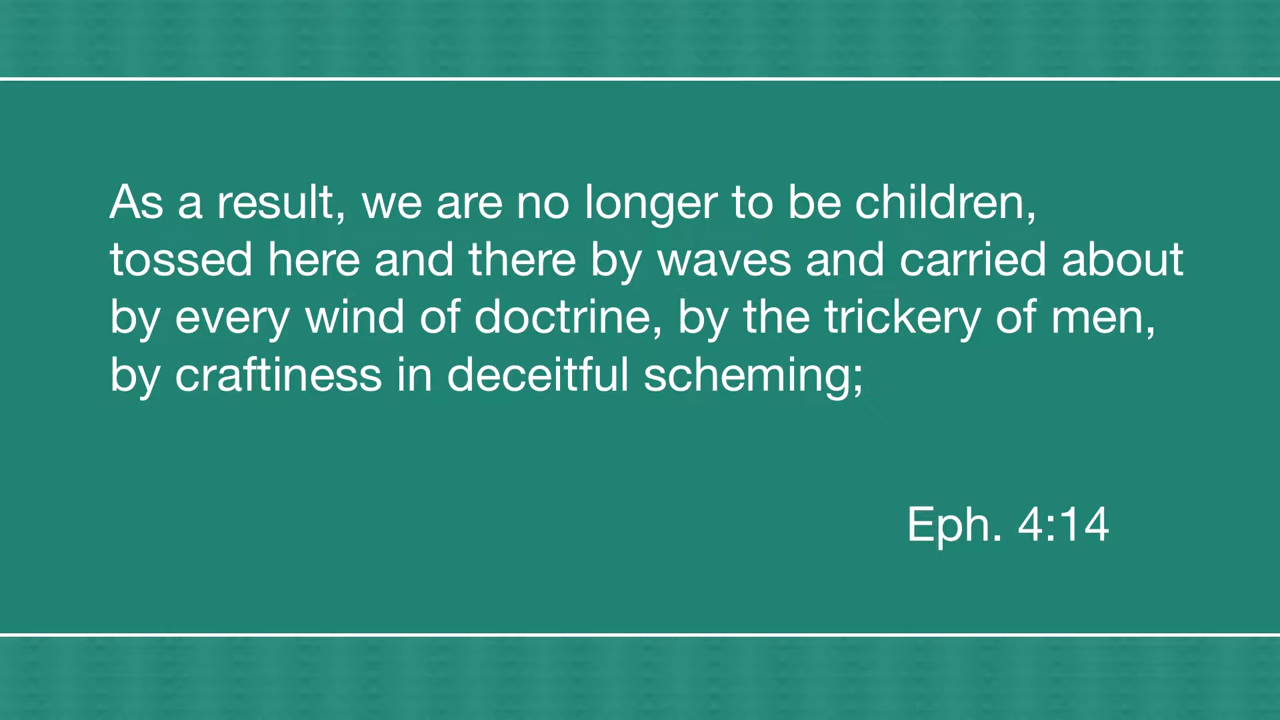 As a result, we are no longer to be children,
tossed here and there by waves and carried about
by every wind of doctrine, by the trickery of men,
by craftiness in deceitful scheming;
Eph. 4:14